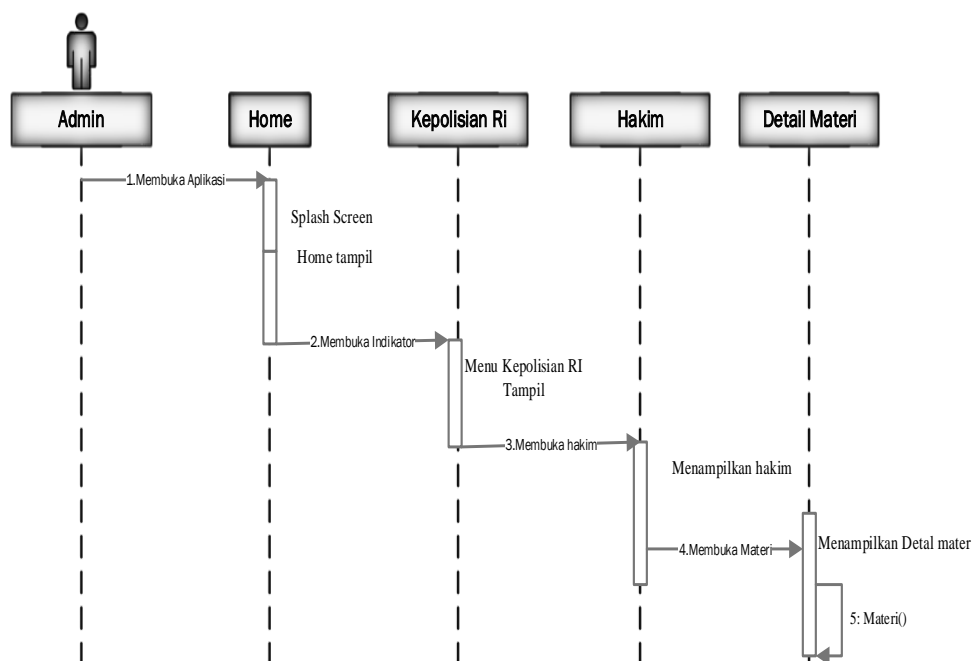 Admin
Home
Kepolisian Ri
Hakim
Detail Materi
1.Membuka Aplikasi
Splash Screen
Home tampil
2.Membuka Indikator
Menu Kepolisian RI
Tampil
3.Membuka hakim
Menampilkan hakim
4.Membuka Materi
Menampilkan Detal mater
5: Materi()